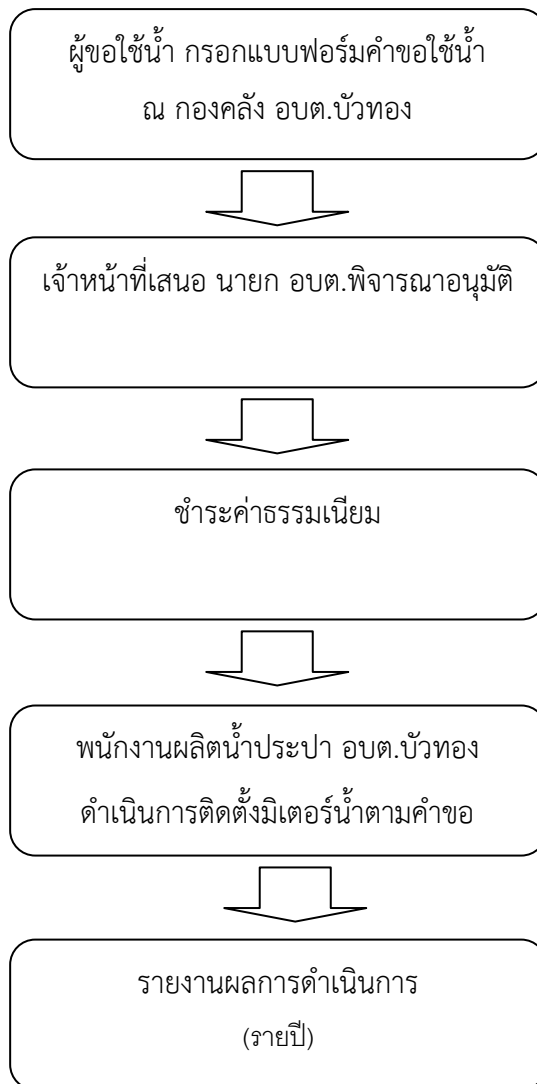 ผู้ขอใช้น้ำ กรอกแบบฟอร์มคำขอใช้น้ำ
ณ กองคลัง อบต.บัวทอง
เจ้าหน้าที่เสนอ นายก อบต.พิจารณาอนุมัติ
ชำระค่าธรรมเนียม
พนักงานผลิตน้ำประปา อบต.บัวทอง
ดำเนินการติดตั้งมิเตอร์น้ำตามคำขอ
รายงานผลการดำเนินการ
(รายปี)